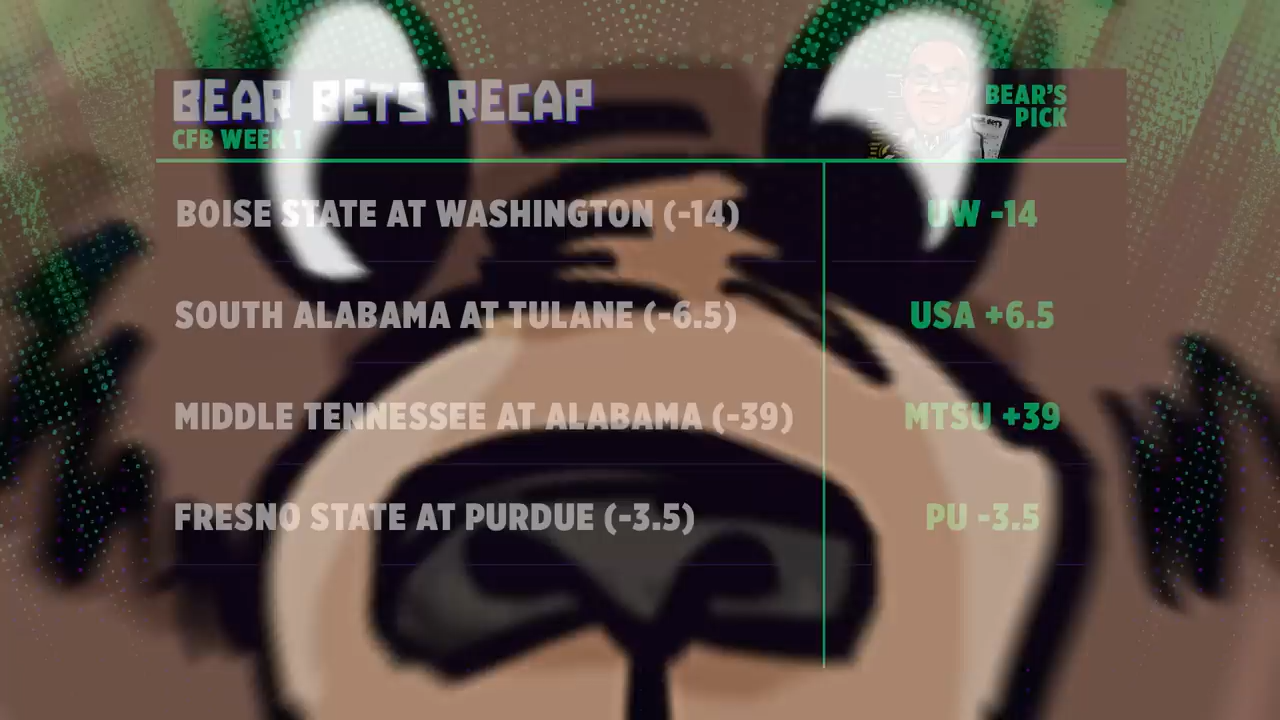 BEAR BETS RECAP
CFB WEEK 1
BEAR'S
PICK
BOISE STATE AT WASHINGTON (-14)
UW -14
SOUTH ALABAMA AT TULANE (-6.5)
USA +6.5
MIDDLE TENNESSEE AT ALABAMA (-39)
MTSU +39
FRESNO STATE AT PURDUE (-3.5)
PU -3.5